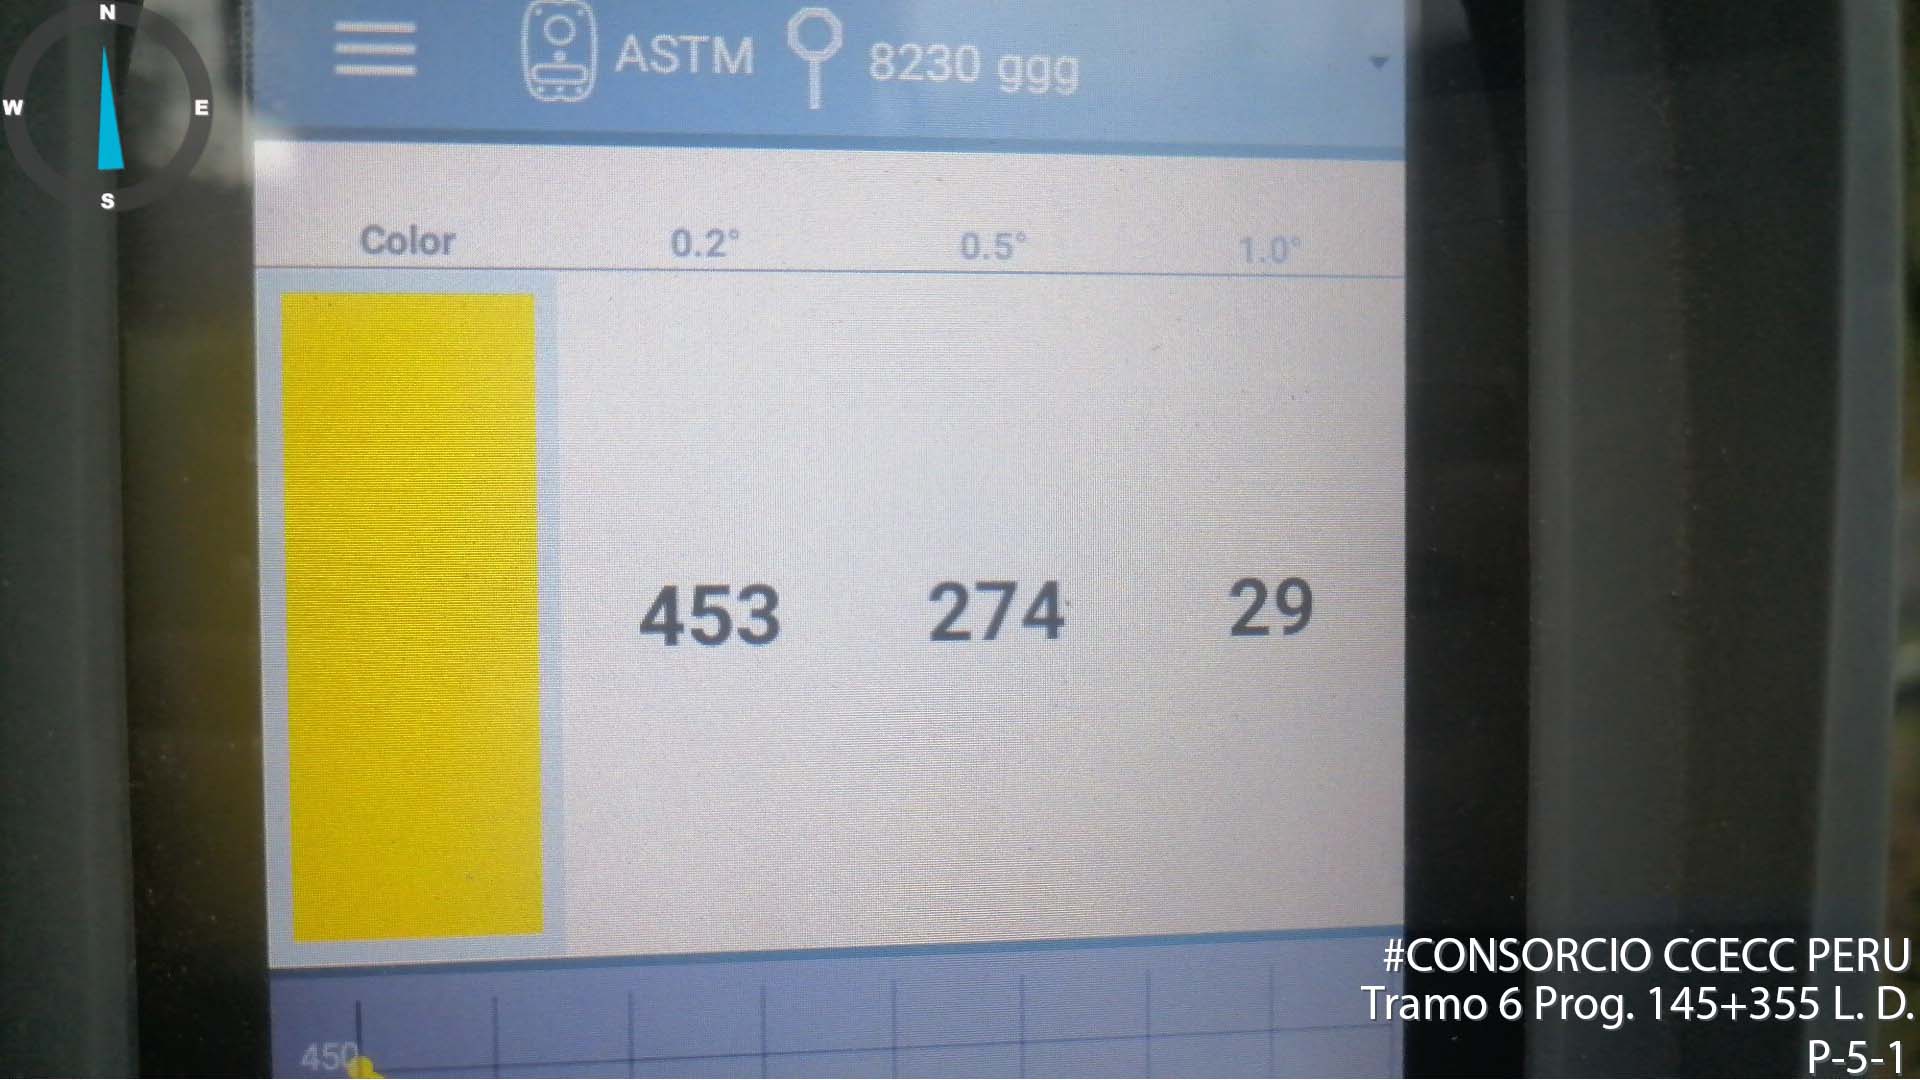 N
W E
S
ASTM 8230 ggg
Color 0.2° 0.5° 1.0°
453 274 29
450
#CONSORCIO CCECC PERU
Tramo 6 Prog. 145+355 L. D.
P-5-1